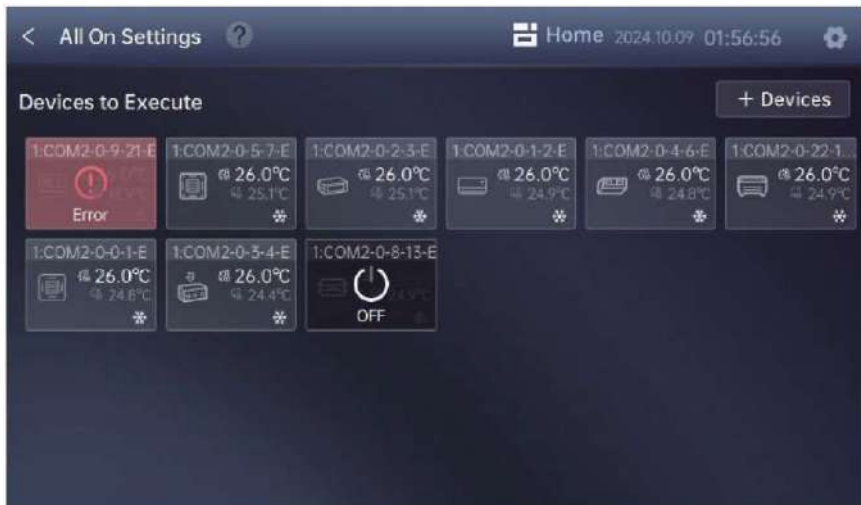 < All On Settings ?
Home 2024.10.09 01:56:56
Devices to Execute
+ Devices
1:COM2-0-9-21-E
Error
1:COM2-0-5-7-E
26.0°C
25.1°C
1:COM2-0-2-3-E
26.0°C
25.1°C
1:COM2-0-1-2-E
26.0°C
24.9°C
1:COM2-0-4-6-E
26.0°C
24.8°C
1:COM2-0-22-1...
26.0°C
24.9°C
1:COM2-0-0-1-E
26.0°C
24.8°C
1:COM2-0-3-4-E
26.0°C
24.4°C
1:COM2-0-8-13-E
OFF